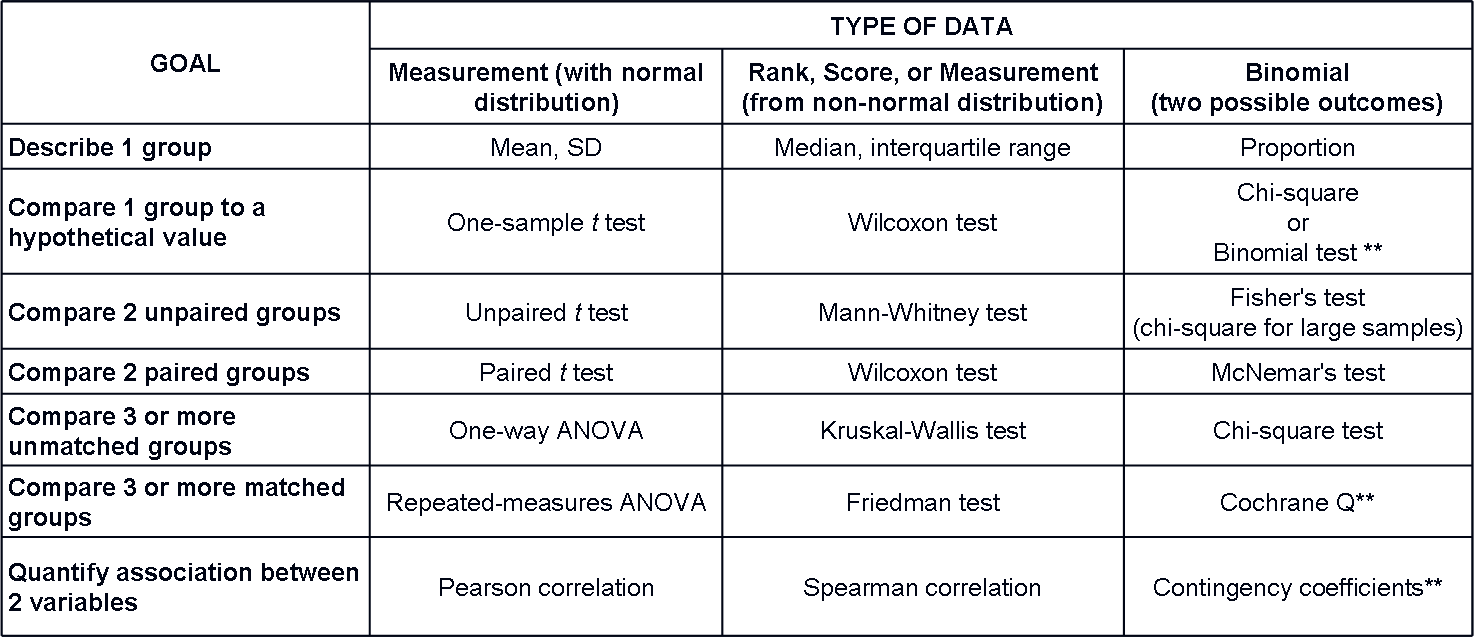 GOAL
TYPE OF DATA
Measurement (with normal
distribution)
Rank, Score, or Measurement
(from non-normal distribution)
Binomial
(two possible outcomes)
Describe 1 group
Mean, SD
Median, interquartile range
Proportion
Compare 1 group to a
hypothetical value
One-sample t test
Wilcoxon test
Chi-square
or
Binomial test **
Compare 2 unpaired groups
Unpaired t test
Mann-Whitney test
Fisher's test
(chi-square for large samples)
Compare 2 paired groups
Paired t test
Wilcoxon test
McNemar's test
Compare 3 or more
unmatched groups
One-way ANOVA
Kruskal-Wallis test
Chi-square test
Compare 3 or more matched
groups
Repeated-measures ANOVA
Friedman test
Cochrane Q**
Quantify association between
2 variables
Pearson correlation
Spearman correlation
Contingency coefficients**